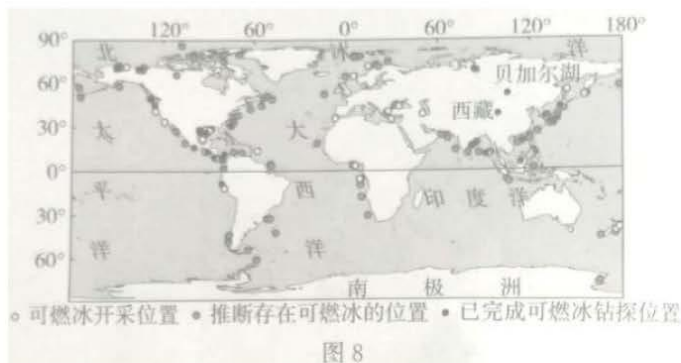 120° 60° 0° 60° 120° 180°
90°
北 冰 洋
贝加尔湖
60°
西藏
30°
太 大
0°
平 西 印 度 洋
30°
洋 洋
60°
南 极 洲
可燃冰开采位置 推断存在可燃冰的位置 已完成可燃冰钻探位置
图 8